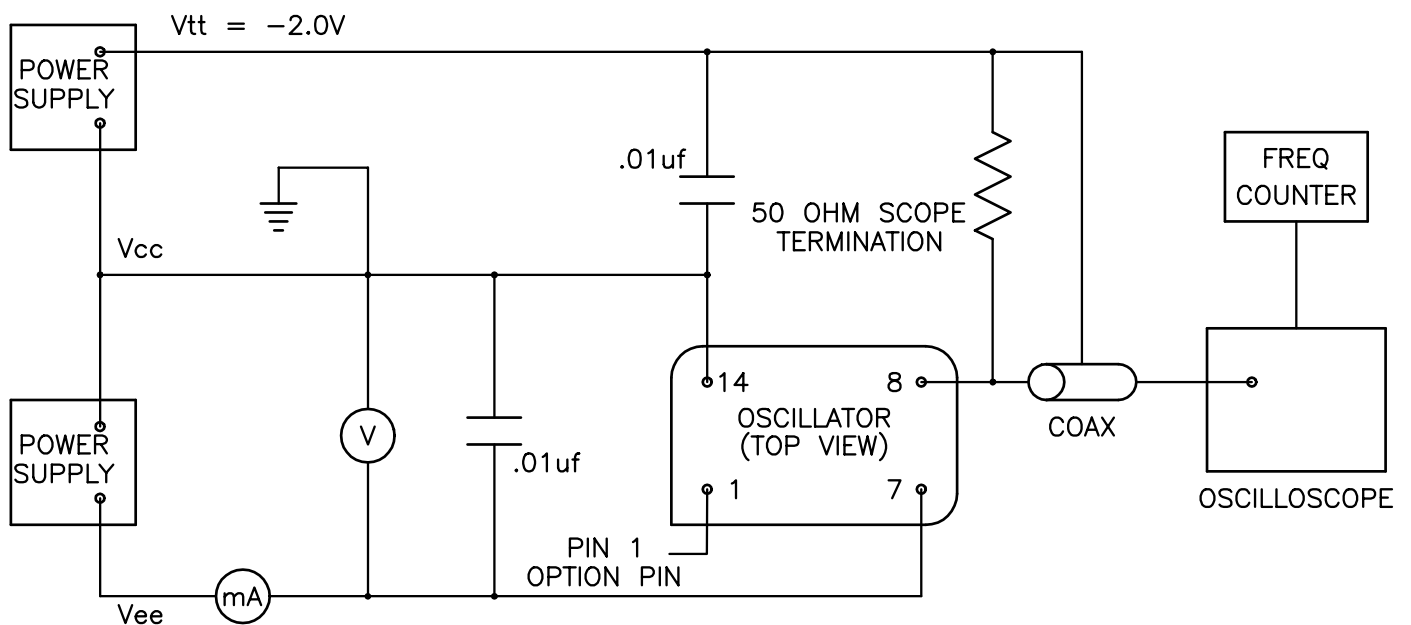 Vtt = -2.0V
POWER
SUPPLY
.01uf
50 OHM SCOPE
TERMINATION
FREQ
COUNTER
Vcc
14
8
OSCILLATOR
(TOP VIEW)
COAX
POWER
SUPPLY
V
.01uf
1
7
OSCILLOSCOPE
PIN 1
OPTION PIN
mA
Vee